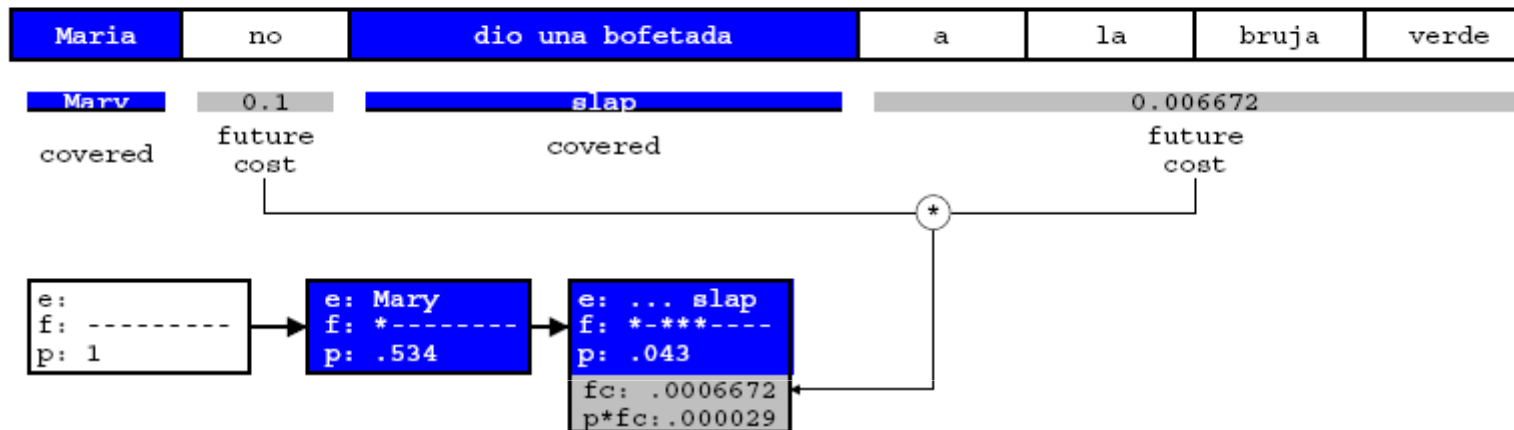 Maria no dio una bofetada a la bruja verde
Mary 0.1 slap 0.006672
covered future cost covered future cost
*
e:
f: ---------
p: 1
e: Mary
f: *--------
p: .534
e: ... slap
f: *-***----
p: .043
fc: .0006672
p*fc:.000029